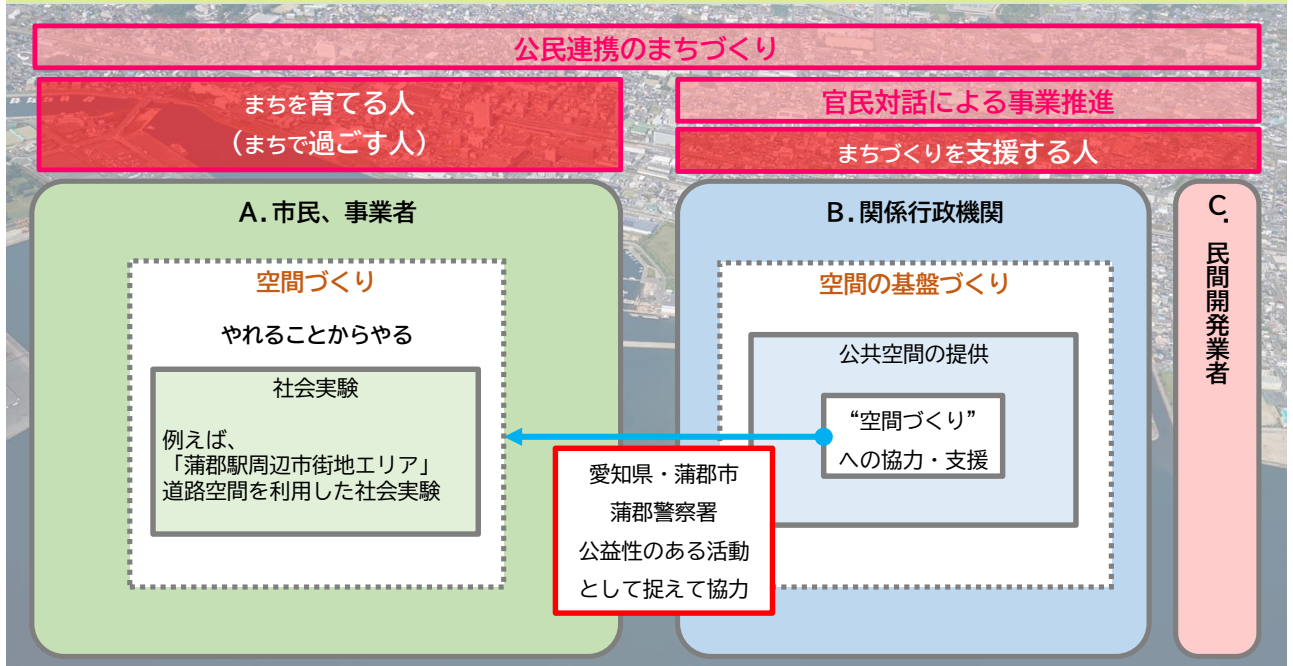 公民連携のまちづくり
まちを育てる人
(まちで過ごす人)
官民対話による事業推進
まちづくりを支援する人
A.市民、事業者
空間づくり
やれることからやる
社会実験
例えば、
「蒲郡駅周辺市街地エリア」
道路空間を利用した社会実験
B.関係行政機関
空間の基盤づくり
公共空間の提供
“空間づくり”
への協力・支援
愛知県・蒲郡市
蒲郡警察署
公益性のある活動
として捉えて協力
C.民間開発業者